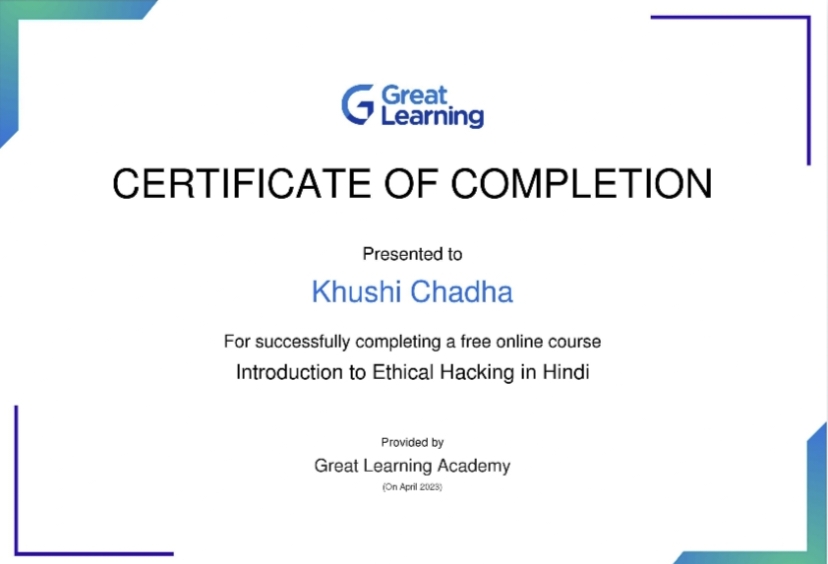 Great
Learning
CERTIFICATE OF COMPLETION
Presented to
Khushi Chadha
For successfully completing a free online course
Introduction to Ethical Hacking in Hindi
Provided by
Great Learning Academy
(On April 2023)